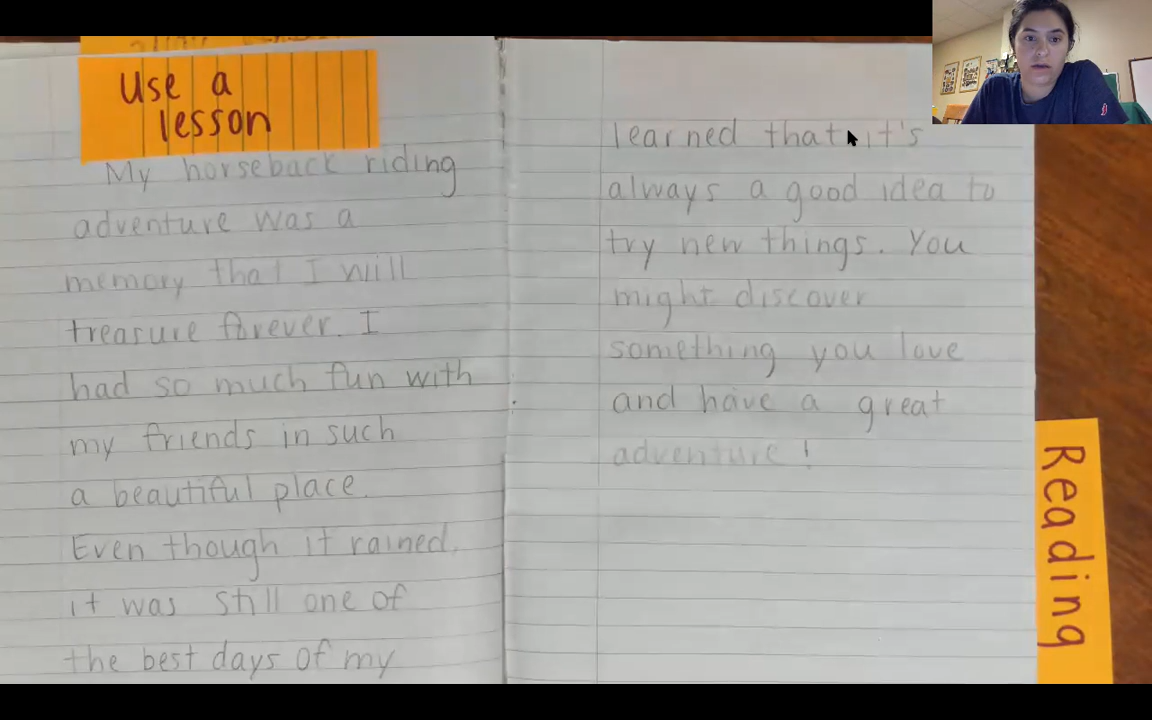 use a
lesson
My horseback riding
adventure was a
memory that I will
treasure forever. I
had so much fun with
my friends in such
a beautiful place.
Even though it rained,
it was still one of
the best days of my
learned that it's
always a good idea to
try new things. You
might discover
something you love
and have a great
adventure!
Reading